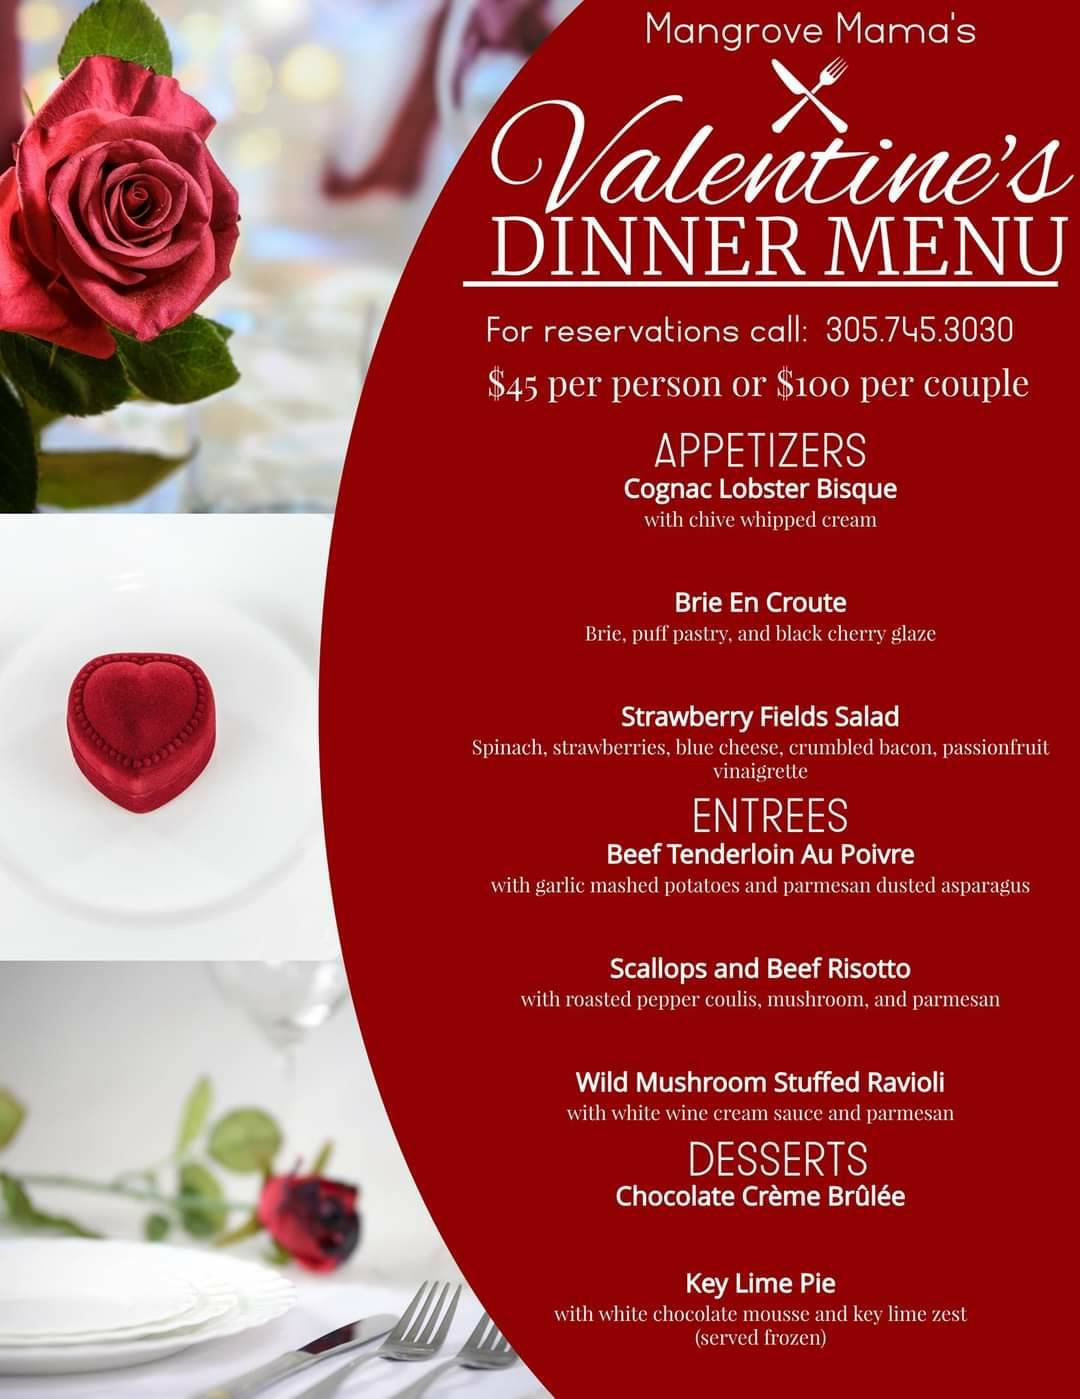 Mangrove Mama's
Valentine's
DINNER MENU
For reservations call: 305.745.3030
$45 per person or $100 per couple
APPETIZERS
Cognac Lobster Bisque
with chive whipped cream
Brie En Croute
Brie, puff pastry, and black cherry glaze
Strawberry Fields Salad
Spinach, strawberries, blue cheese, crumbled bacon, passionfruit
vinaigrette
ENTREES
Beef Tenderloin Au Poivre
with garlic mashed potatoes and parmesan dusted asparagus
Scallops and Beef Risotto
with roasted pepper coulis, mushroom, and parmesan
Wild Mushroom Stuffed Ravioli
with white wine cream sauce and parmesan
DESSERTS
Chocolate Crème Brûlée
Key Lime Pie
with white chocolate mousse and key lime zest
(served frozen)